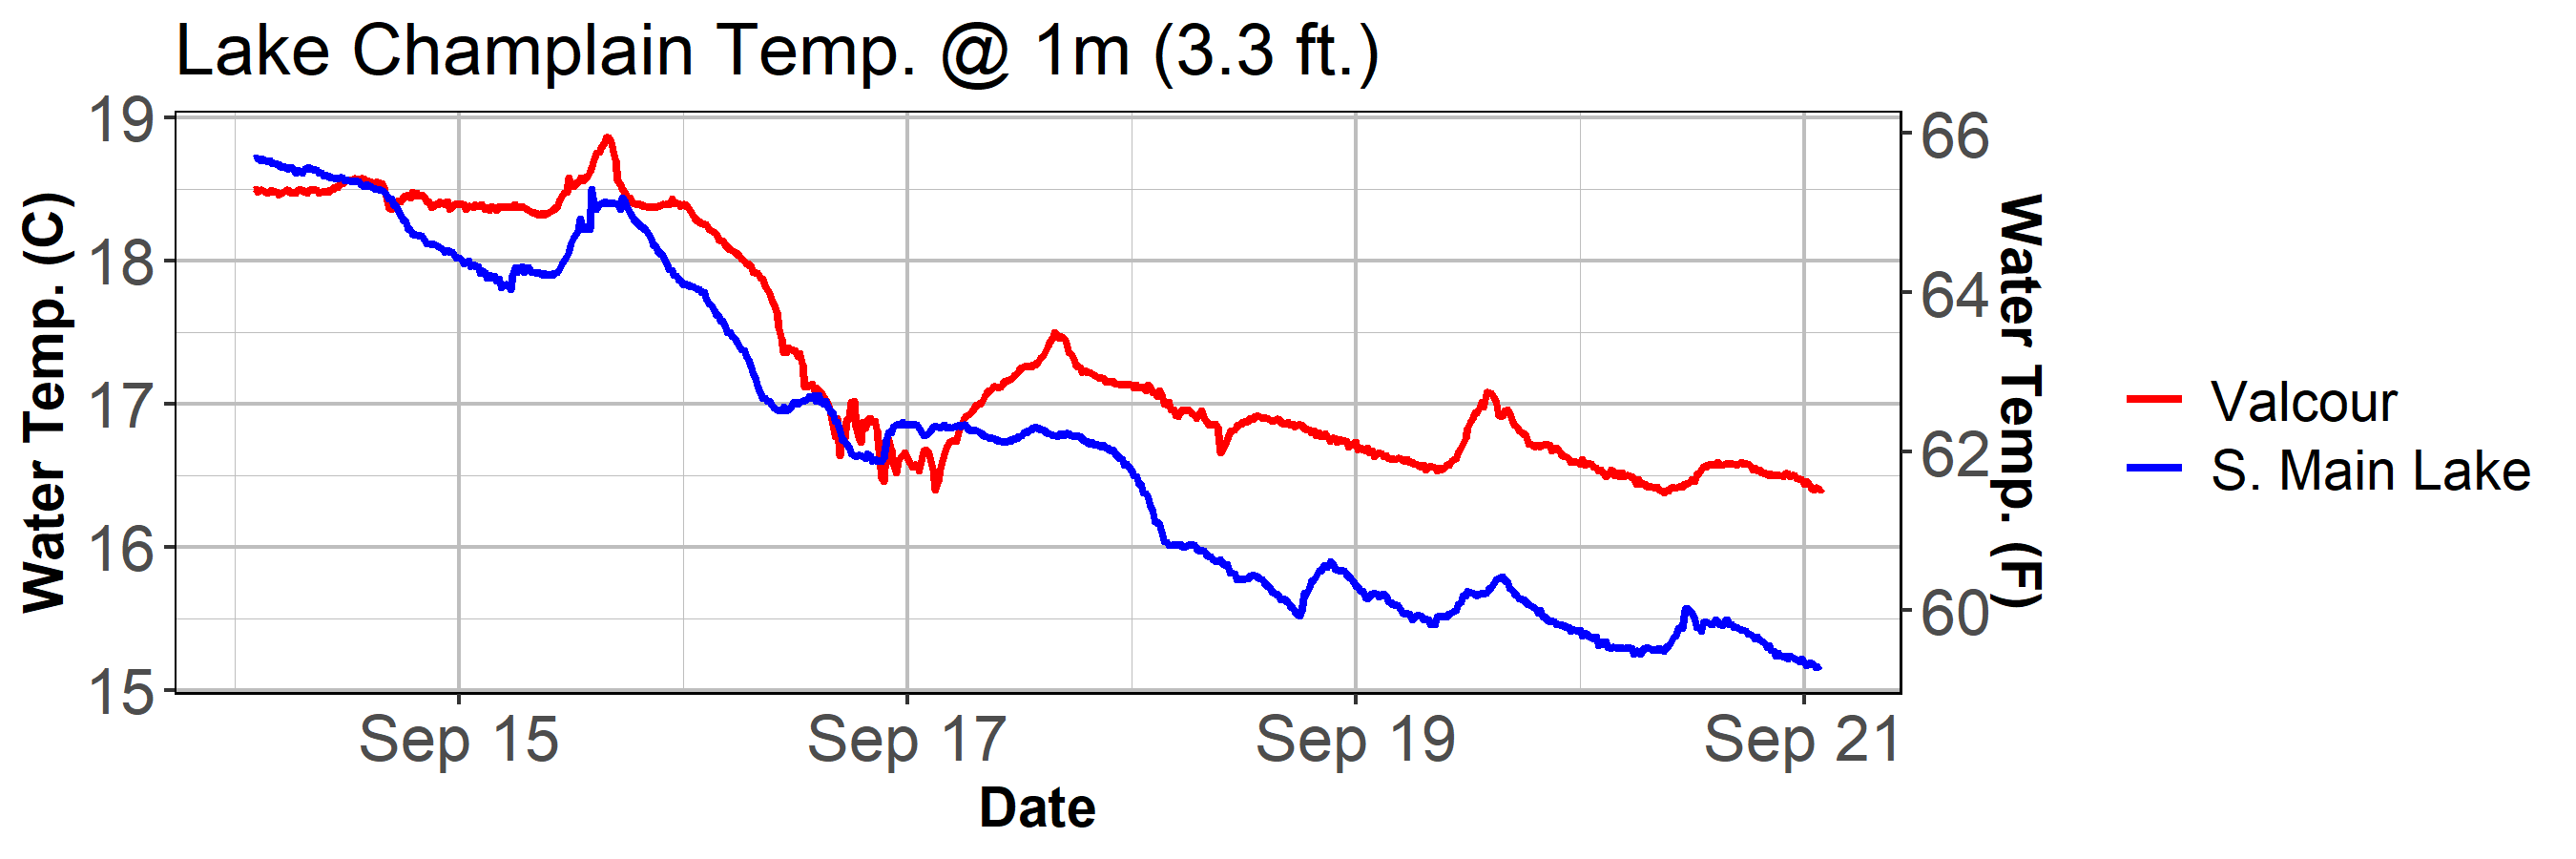 Lake Champlain Temp. @ 1m (3.3 ft.)
Water Temp. (C)
19
18
17
16
15
66
64
62
60
Water Temp. (F)
Sep 15
Sep 17
Sep 19
Sep 21
Date
Valcour
S. Main Lake